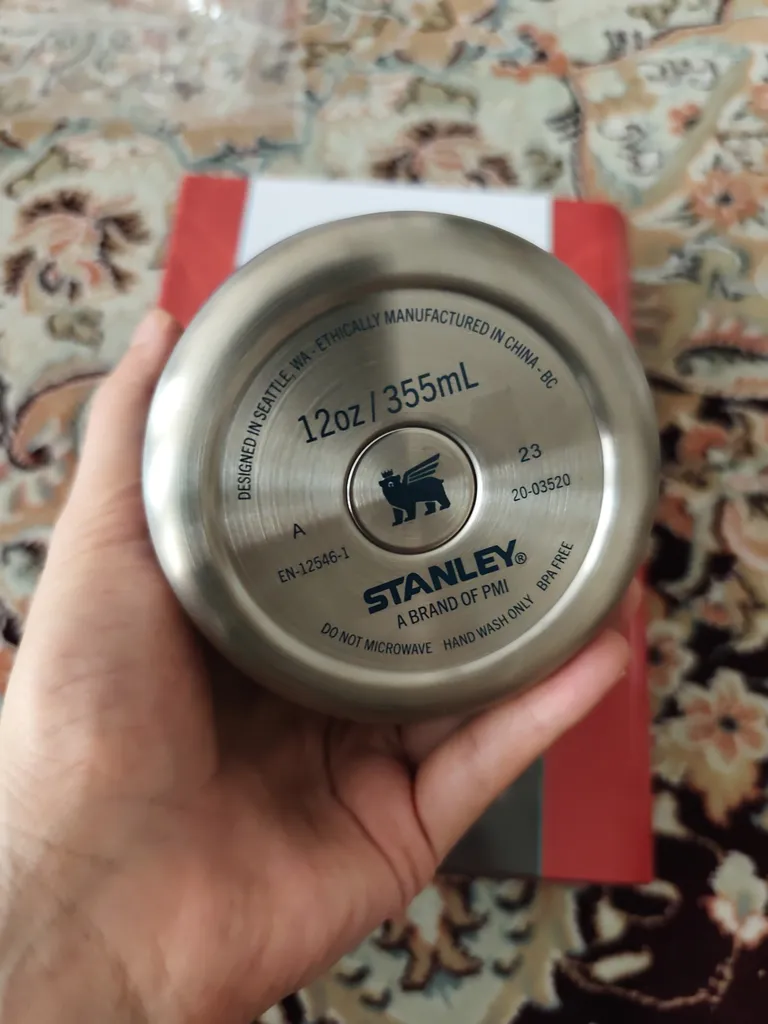 DESIGNED IN SEATTLE, WA - ETHICALLY MANUFACTURED IN CHINA - BC
12oz / 355mL
23
20-03520
A
EN-12546-1
STANLEY®
A BRAND OF PMI
DO NOT MICROWAVE HAND WASH ONLY BPA FREE